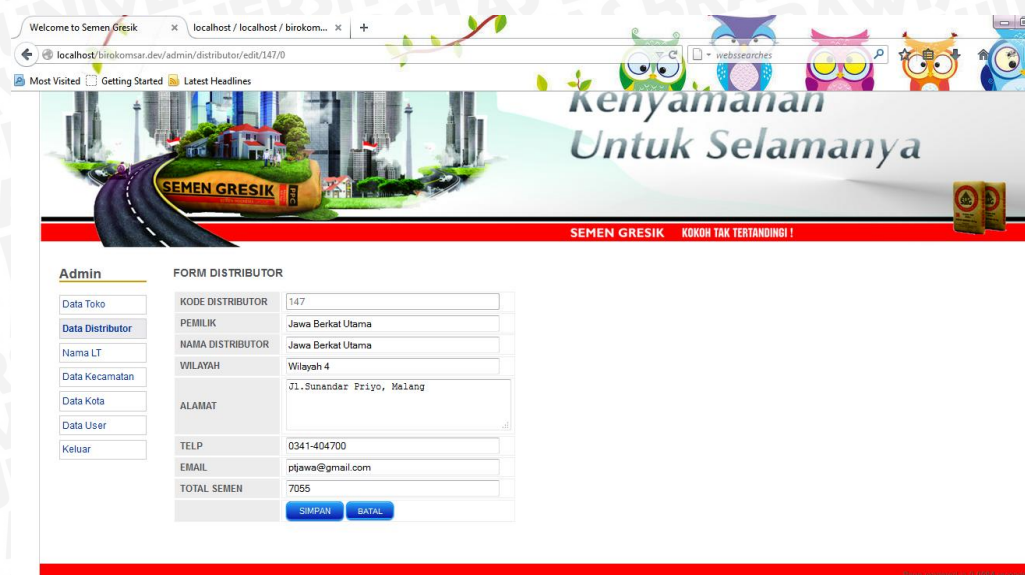 Welcome to Semen Gresik
localhost / localhost / birokom...
localhost/birokomsar.dev/admin/distributor/edit/147/0
webssearches
Most Visited Getting Started Latest Headlines
Kenyamanan
Untuk Selamanya
SEMEN GRESIK
PPC
SEMEN GRESIK KOKOH TAK TERTANDINGI !
Admin
Data Toko
Data Distributor
Nama LT
Data Kecamatan
Data Kota
Data User
Keluar
FORM DISTRIBUTOR
KODE DISTRIBUTOR 147
PEMILIK Jawa Berkat Utama
NAMA DISTRIBUTOR Jawa Berkat Utama
WILAYAH Wilayah 4
ALAMAT Jl.Sunandar Priyo, Malang
TELP 0341-404700
EMAIL ptjawa@gmail.com
TOTAL SEMEN 7055
SIMPAN BATAL